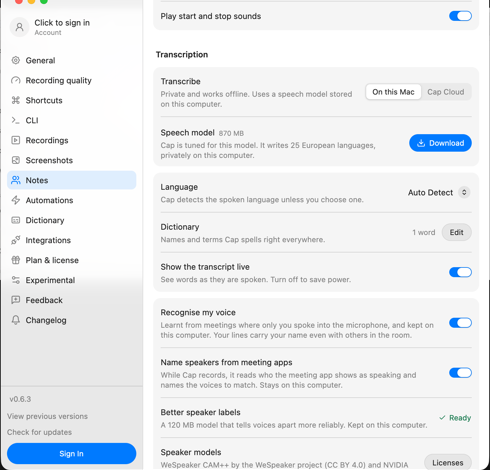 Click to sign in
Account
General
Recording quality
Shortcuts
CLI
Recordings
Screenshots
Notes
Automations
Dictionary
Integrations
Plan & license
Experimental
Feedback
Changelog
v0.6.3
View previous versions
Check for updates
Sign In
Play start and stop sounds
Transcription
Transcribe
Private and works offline. Uses a speech model stored
on this computer.
On this Mac
Cap Cloud
Speech model 870 MB
Cap is tuned for this model. It writes 25 European languages,
privately on this computer.
Download
Language
Cap detects the spoken language unless you choose one.
Auto Detect
Dictionary
Names and terms Cap spells right everywhere.
1 word
Edit
Show the transcript live
See words as they are spoken. Turn off to save power.
Recognise my voice
Learnt from meetings where only you spoke into the microphone, and kept on
this computer. Your lines carry your name even with others in the room.
Name speakers from meeting apps
While Cap records, it reads who the meeting app shows as speaking and
names the voices to match. Stays on this computer.
Better speaker labels
A 120 MB model that tells voices apart more reliably. Kept on this computer.
Ready
Speaker models
WeSpeaker CAM++ by the WeSpeaker project (CC BY 4.0) and NVIDIA
Licenses